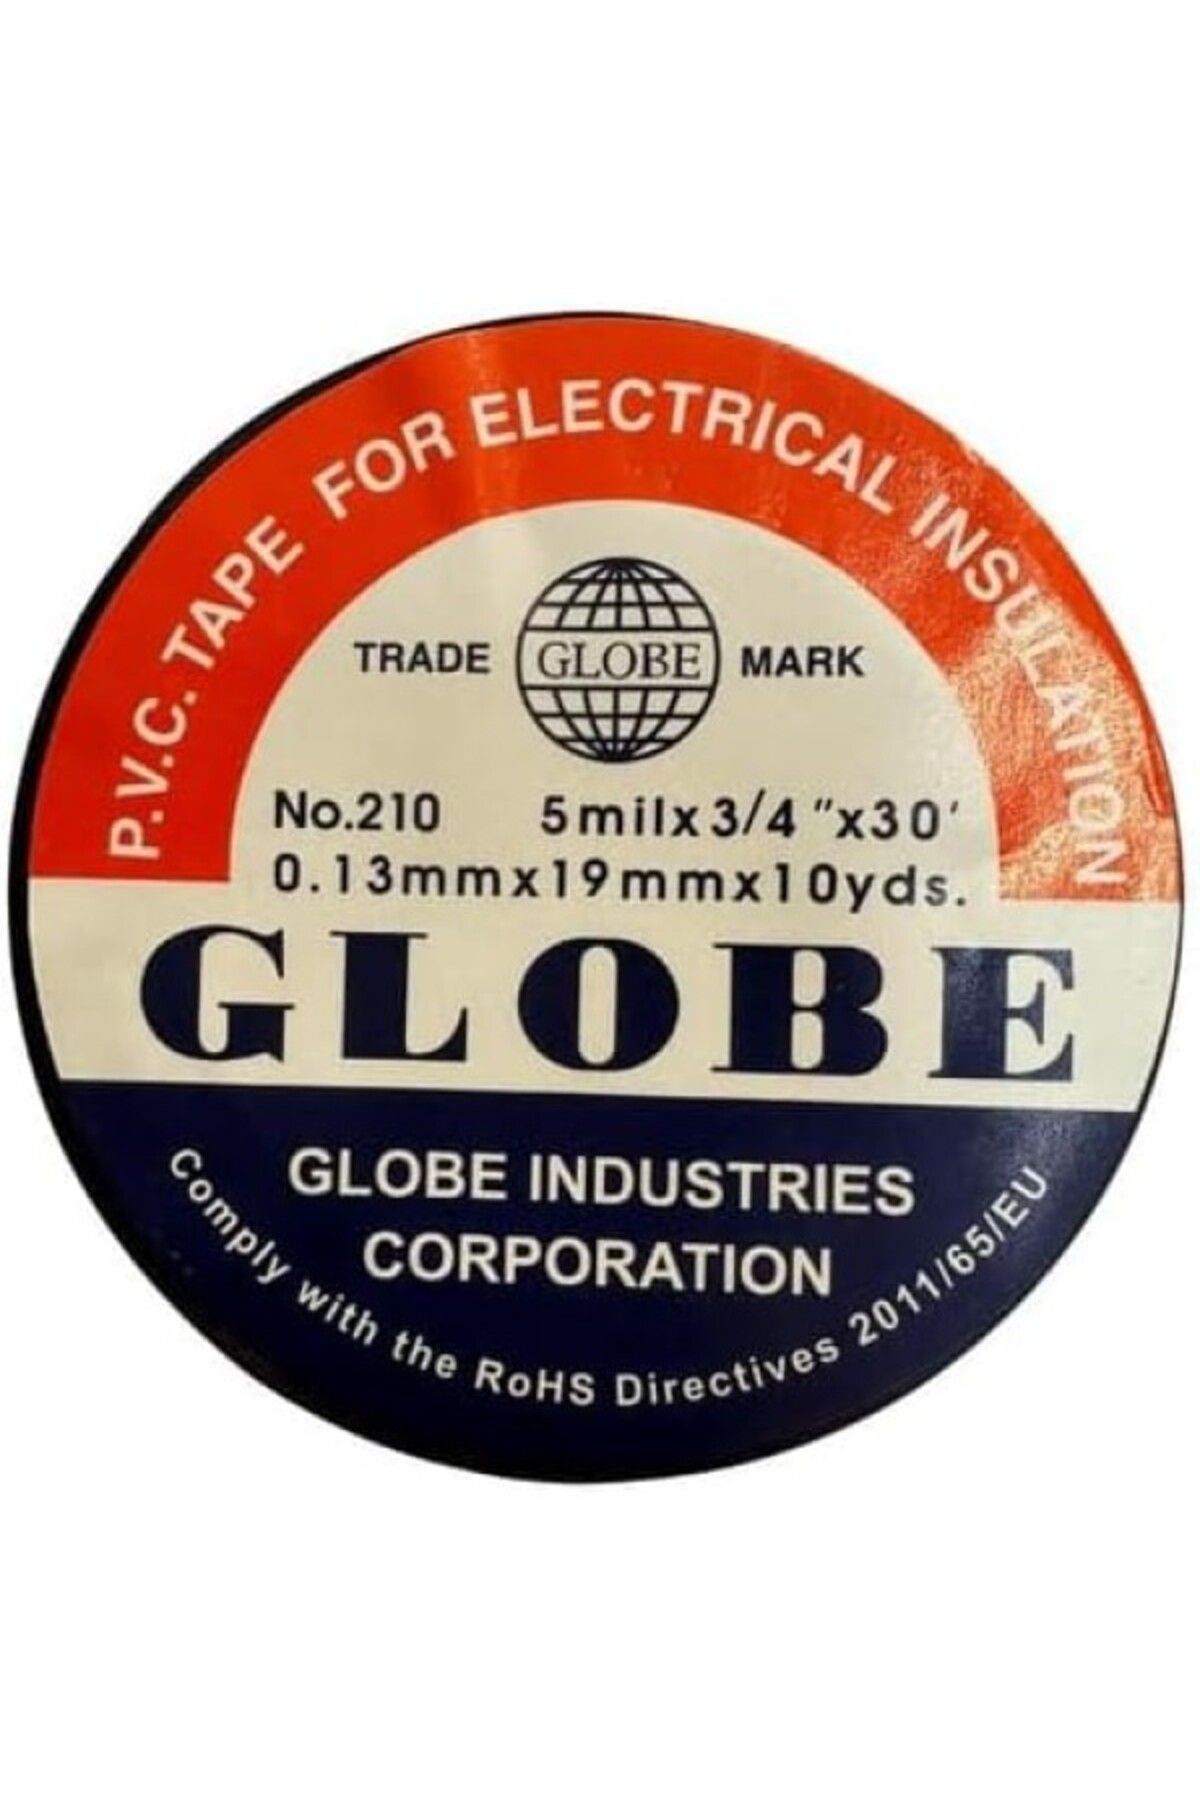 P.V.C. TAPE FOR ELECTRICAL INSULATION
TRADE GLOBE MARK
No.210 5milx3/4"x30'
0.13mmx19mmx10yds.
GLOBE
GLOBE INDUSTRIES
CORPORATION
Comply with the RoHS Directives 2011/65/EU